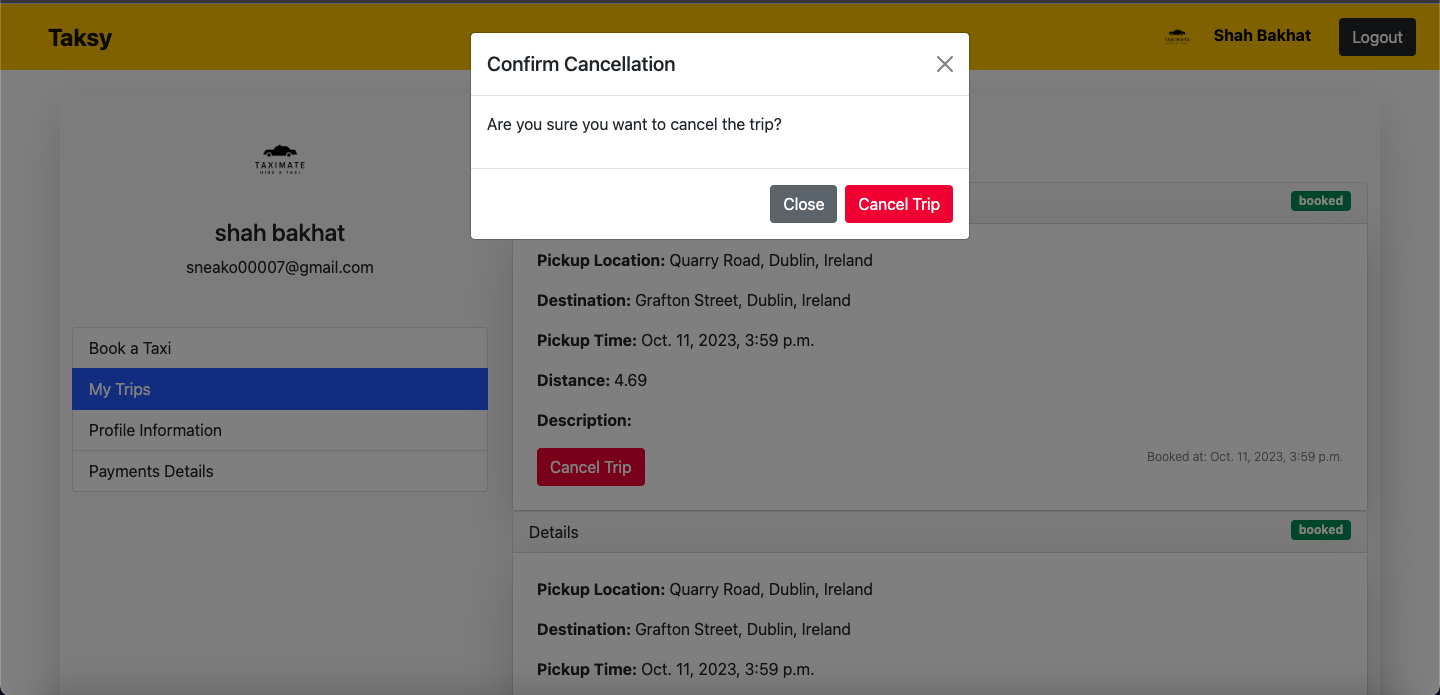 Taksy
Shah Bakhat
Logout
Confirm Cancellation
Are you sure you want to cancel the trip?
Close
Cancel Trip
TAXIMATE
HIRE A TAXI
shah bakhat
sneako00007@gmail.com
Book a Taxi
My Trips
Profile Information
Payments Details
booked
Pickup Location: Quarry Road, Dublin, Ireland
Destination: Grafton Street, Dublin, Ireland
Pickup Time: Oct. 11, 2023, 3:59 p.m.
Distance: 4.69
Description:
Cancel Trip
Booked at: Oct. 11, 2023, 3:59 p.m.
Details
booked
Pickup Location: Quarry Road, Dublin, Ireland
Destination: Grafton Street, Dublin, Ireland
Pickup Time: Oct. 11, 2023, 3:59 p.m.